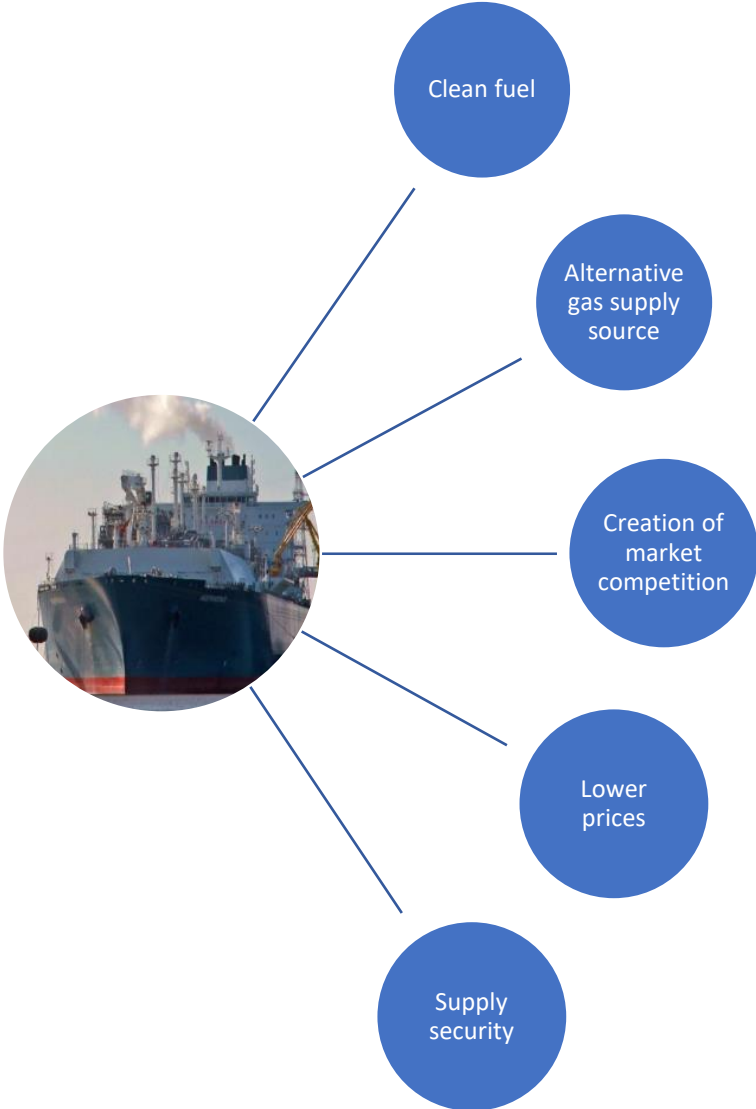 Clean fuel
Alternative
gas supply
source
Creation of
market
competition
Lower
prices
Supply
security